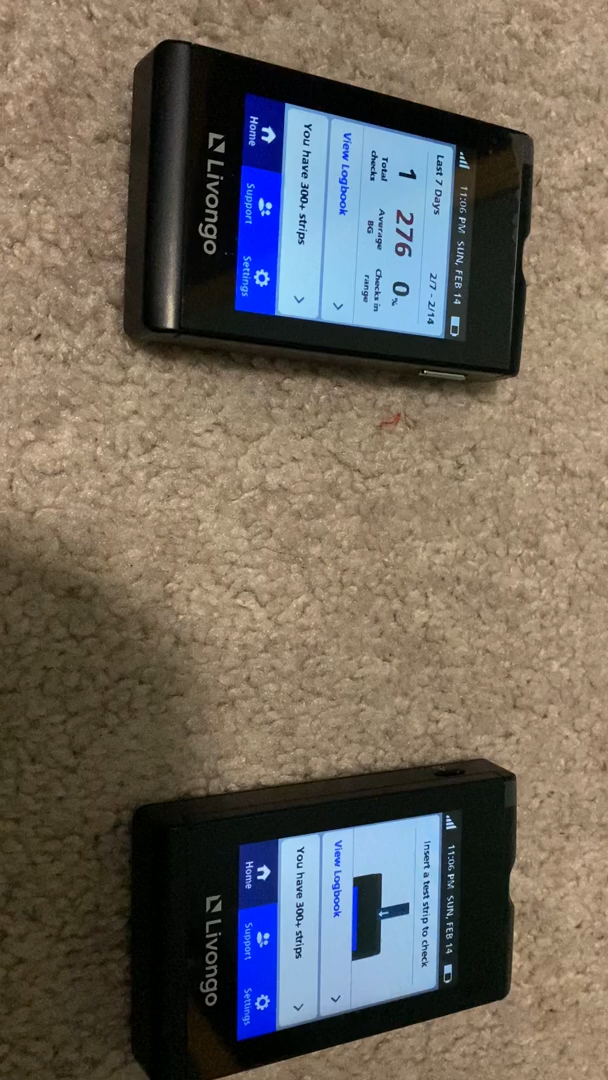 11:06 PM SUN, FEB 14
Last 7 Days 2/7 - 2/14
1 276 0%
Total checks Average BG Checks in range
View Logbook
You have 300+ strips
Home Support Settings
Livongo
11:06 PM SUN, FEB 14
Insert a test strip to check
View Logbook
You have 300+ strips
Home Support Settings
Livongo